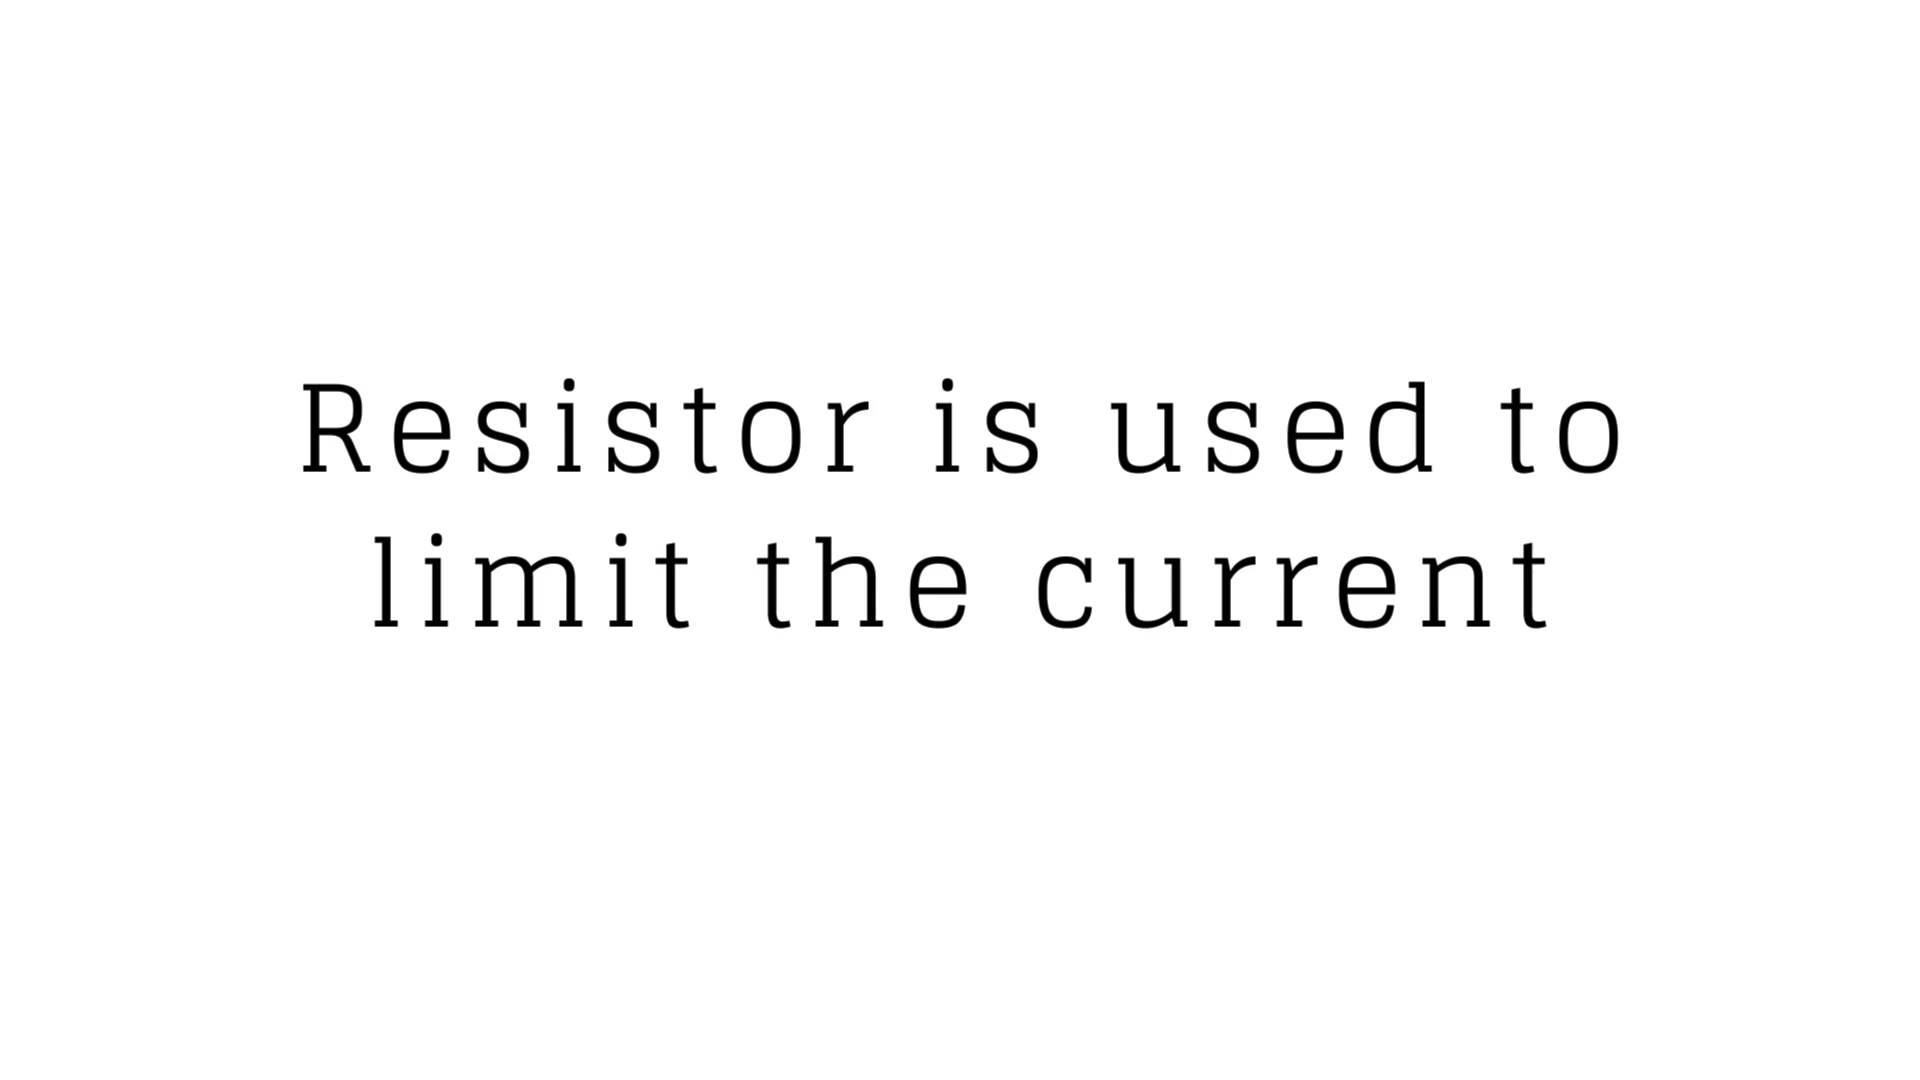 Resistor is used to
limit the current